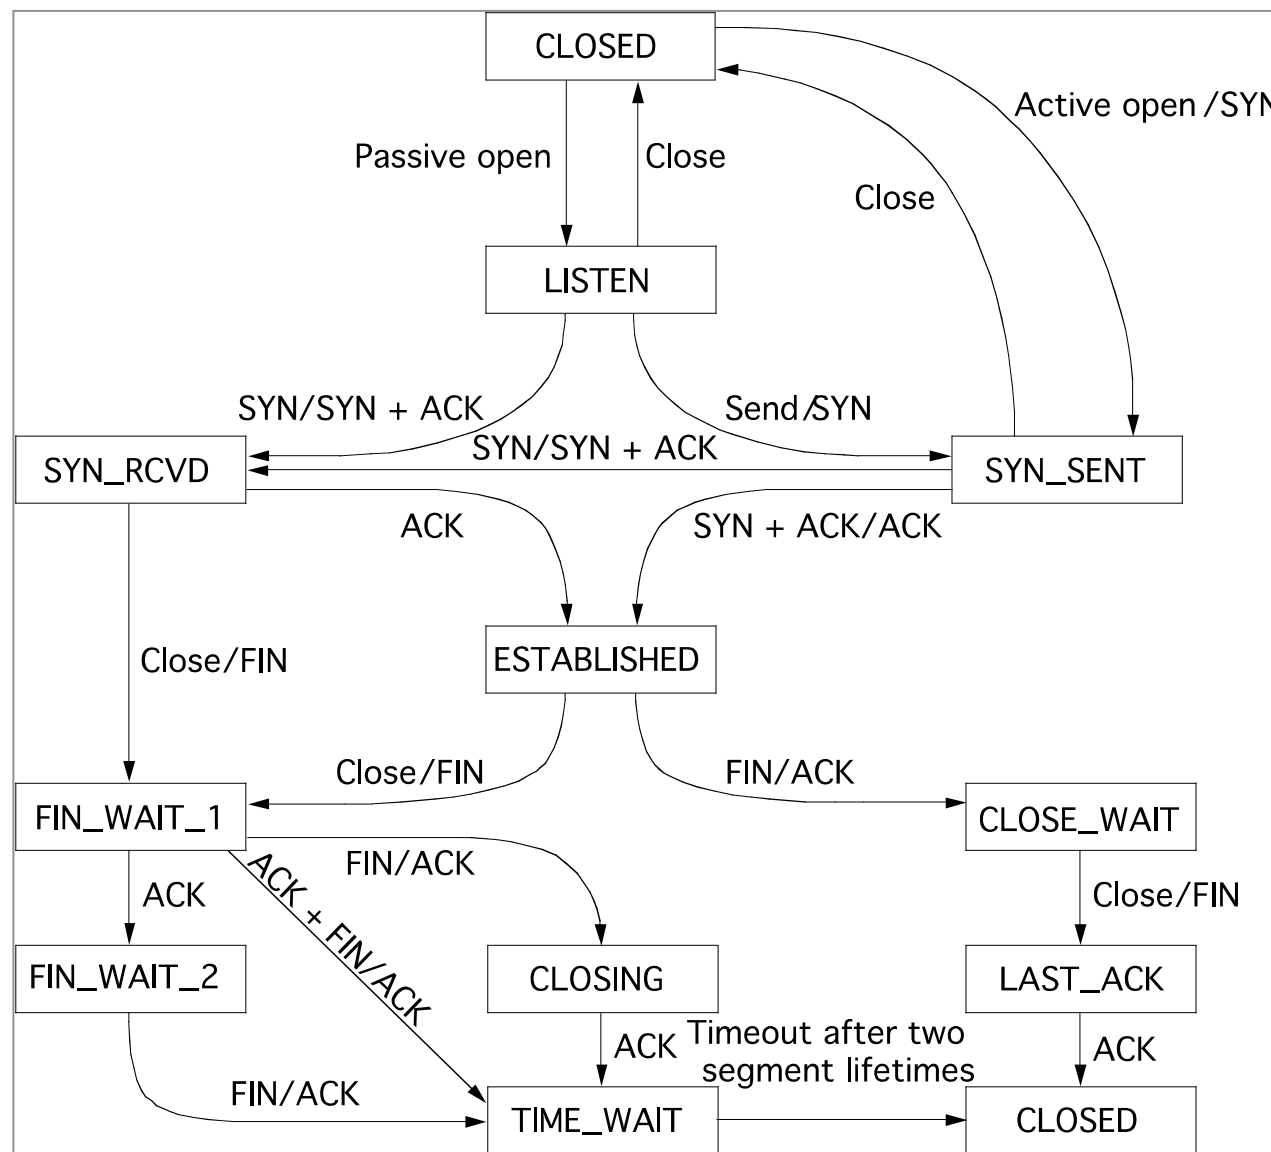 CLOSED
Active open /SYN
Passive open
Close
Close
LISTEN
SYN/SYN + ACK
Send/SYN
SYN/SYN + ACK
SYN_RCVD
SYN_SENT
ACK
SYN + ACK/ACK
Close/FIN
ESTABLISHED
Close/FIN
FIN/ACK
FIN_WAIT_1
CLOSE_WAIT
FIN/ACK
ACK
ACK + FIN/ACK
Close/FIN
FIN_WAIT_2
CLOSING
LAST_ACK
ACK
Timeout after two
segment lifetimes
ACK
FIN/ACK
TIME_WAIT
CLOSED